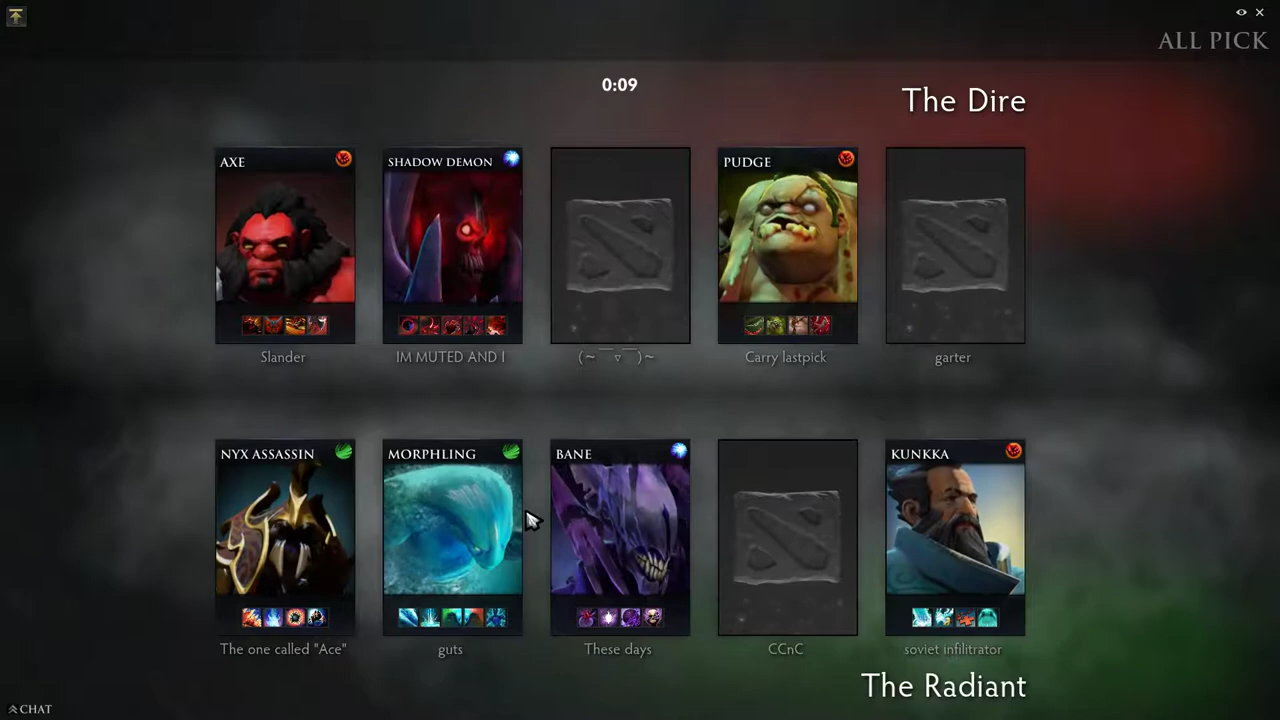 ALL PICK
0:09
The Dire
AXE
SHADOW DEMON
PUDGE
Slander
IM MUTED AND I
(~￣▽￣)~
Carry lastpick
garter
NYX ASSASSIN
MORPHLING
BANE
KUNKKA
The one called "Ace"
guts
These days
CCnC
soviet infilitrator
The Radiant
CHAT